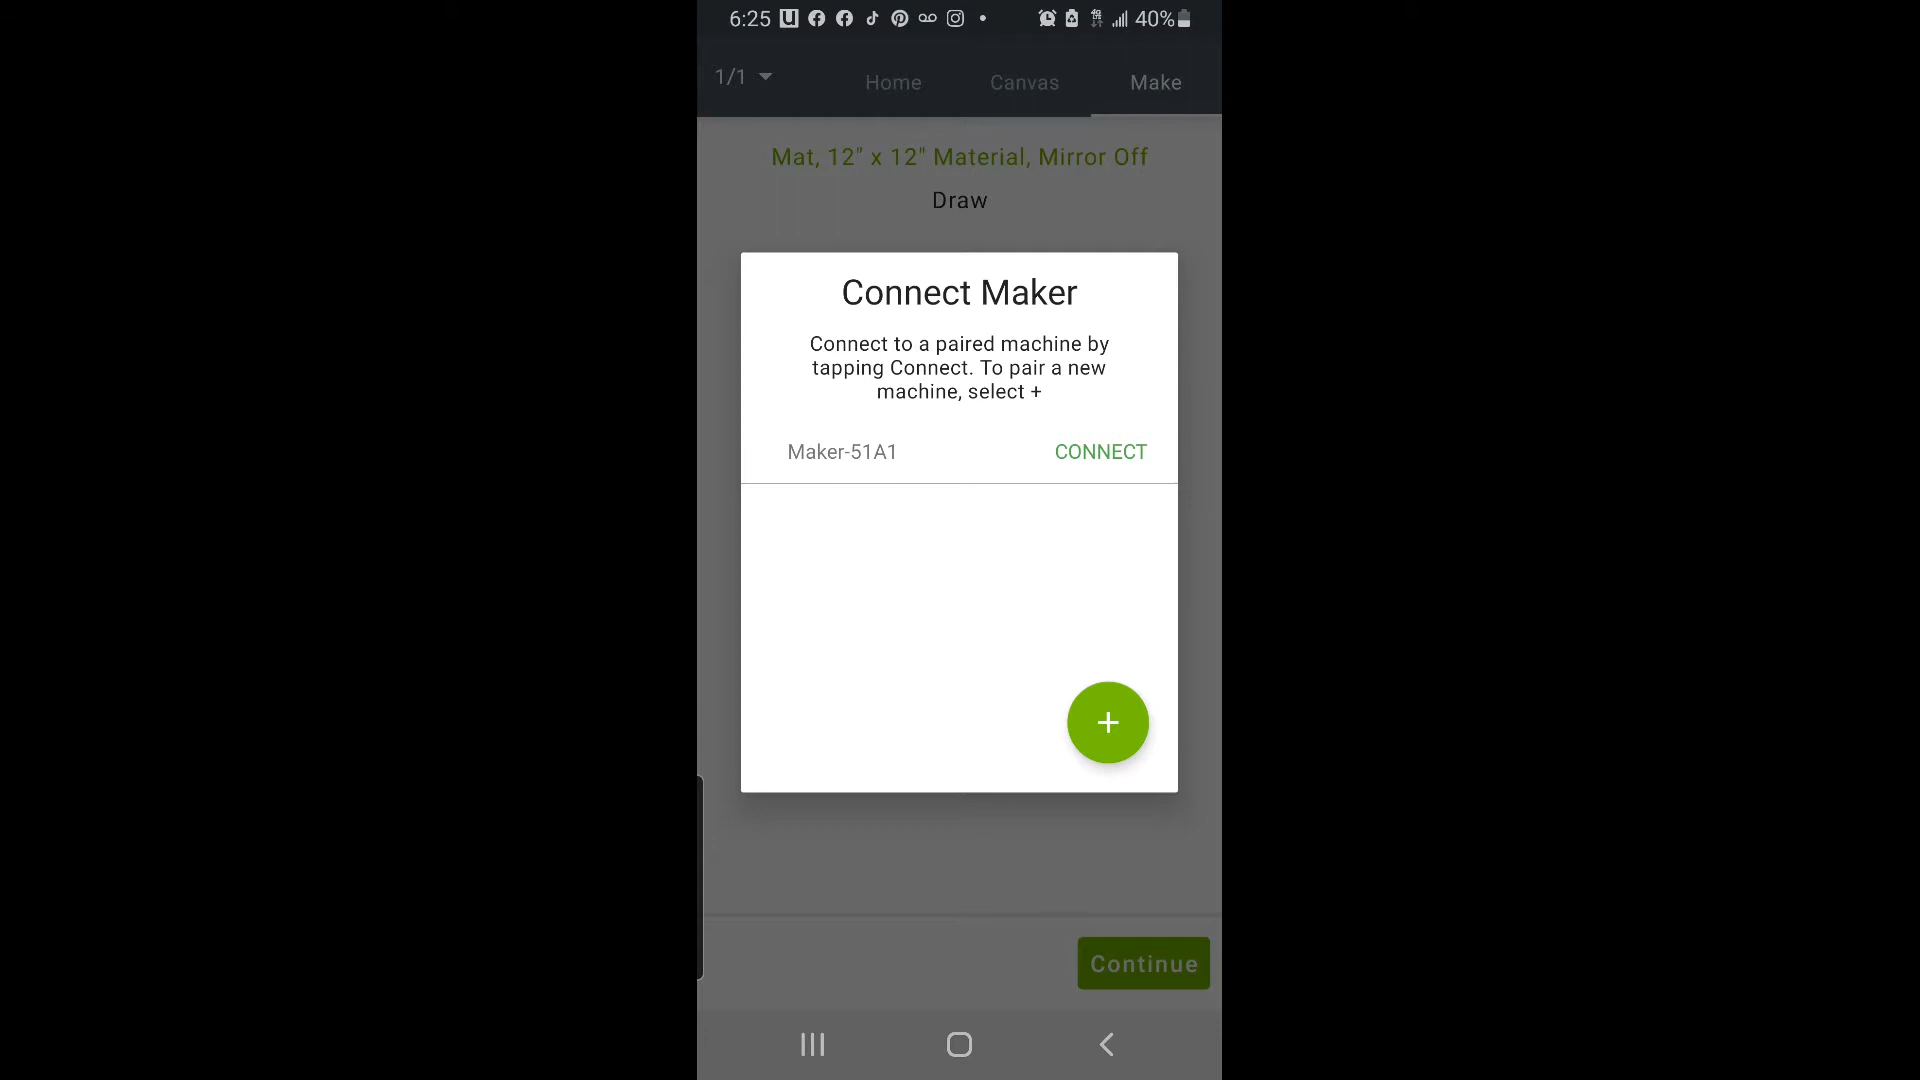 6:25 40%
1/1 Home Canvas Make
Mat, 12" x 12" Material, Mirror Off
Draw
Connect Maker
Connect to a paired machine by
tapping Connect. To pair a new
machine, select +
Maker-51A1 CONNECT
+
Continue